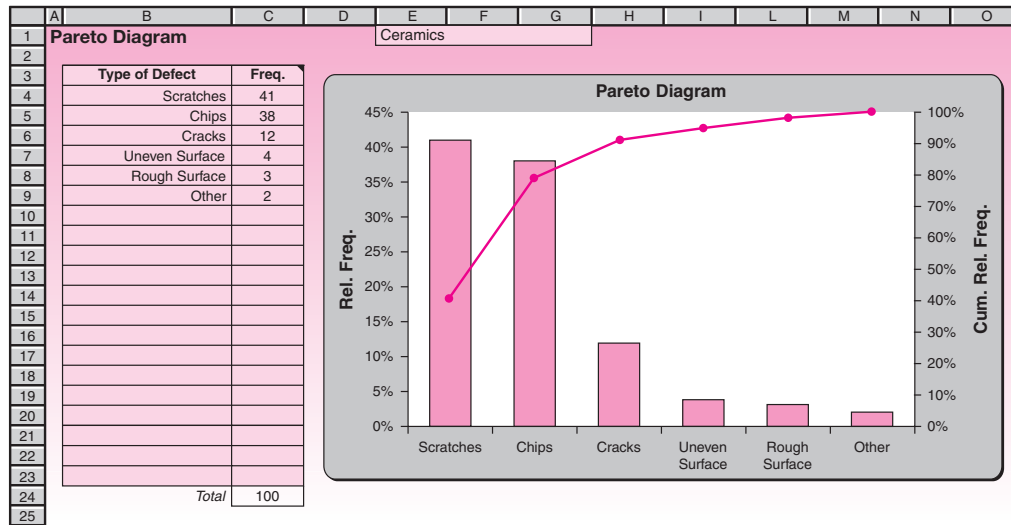 A B C D E F G H I L M N O
1 Pareto Diagram Ceramics
2
3 Type of Defect Freq.
4 Scratches 41
5 Chips 38
6 Cracks 12
7 Uneven Surface 4
8 Rough Surface 3
9 Other 2
10
11
12
13
14
15
16
17
18
19
20
21
22
23
24 Total 100
25
Pareto Diagram
45%
40%
35%
30%
25%
20%
15%
10%
5%
0%
Rel. Freq.
100%
90%
80%
70%
60%
50%
40%
30%
20%
10%
0%
Cum. Rel. Freq.
Scratches Chips Cracks Uneven Rough Other
Surface Surface